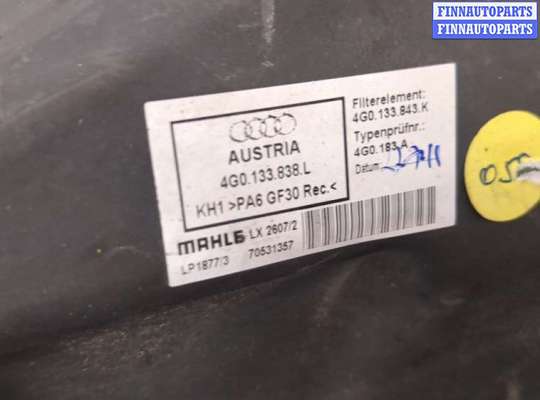 FINNAUTOPARTS
FINNAUTOPARTS
AUSTRIA
4G0.133.838.L
KH1 >PA6 GF30 Rec.<
Filterelement:
4G0.133.843.K
Typenprüfnr.:
4G0.183.A
Datum:
MAHLE LX 2607/2
LP1877/3 70531357